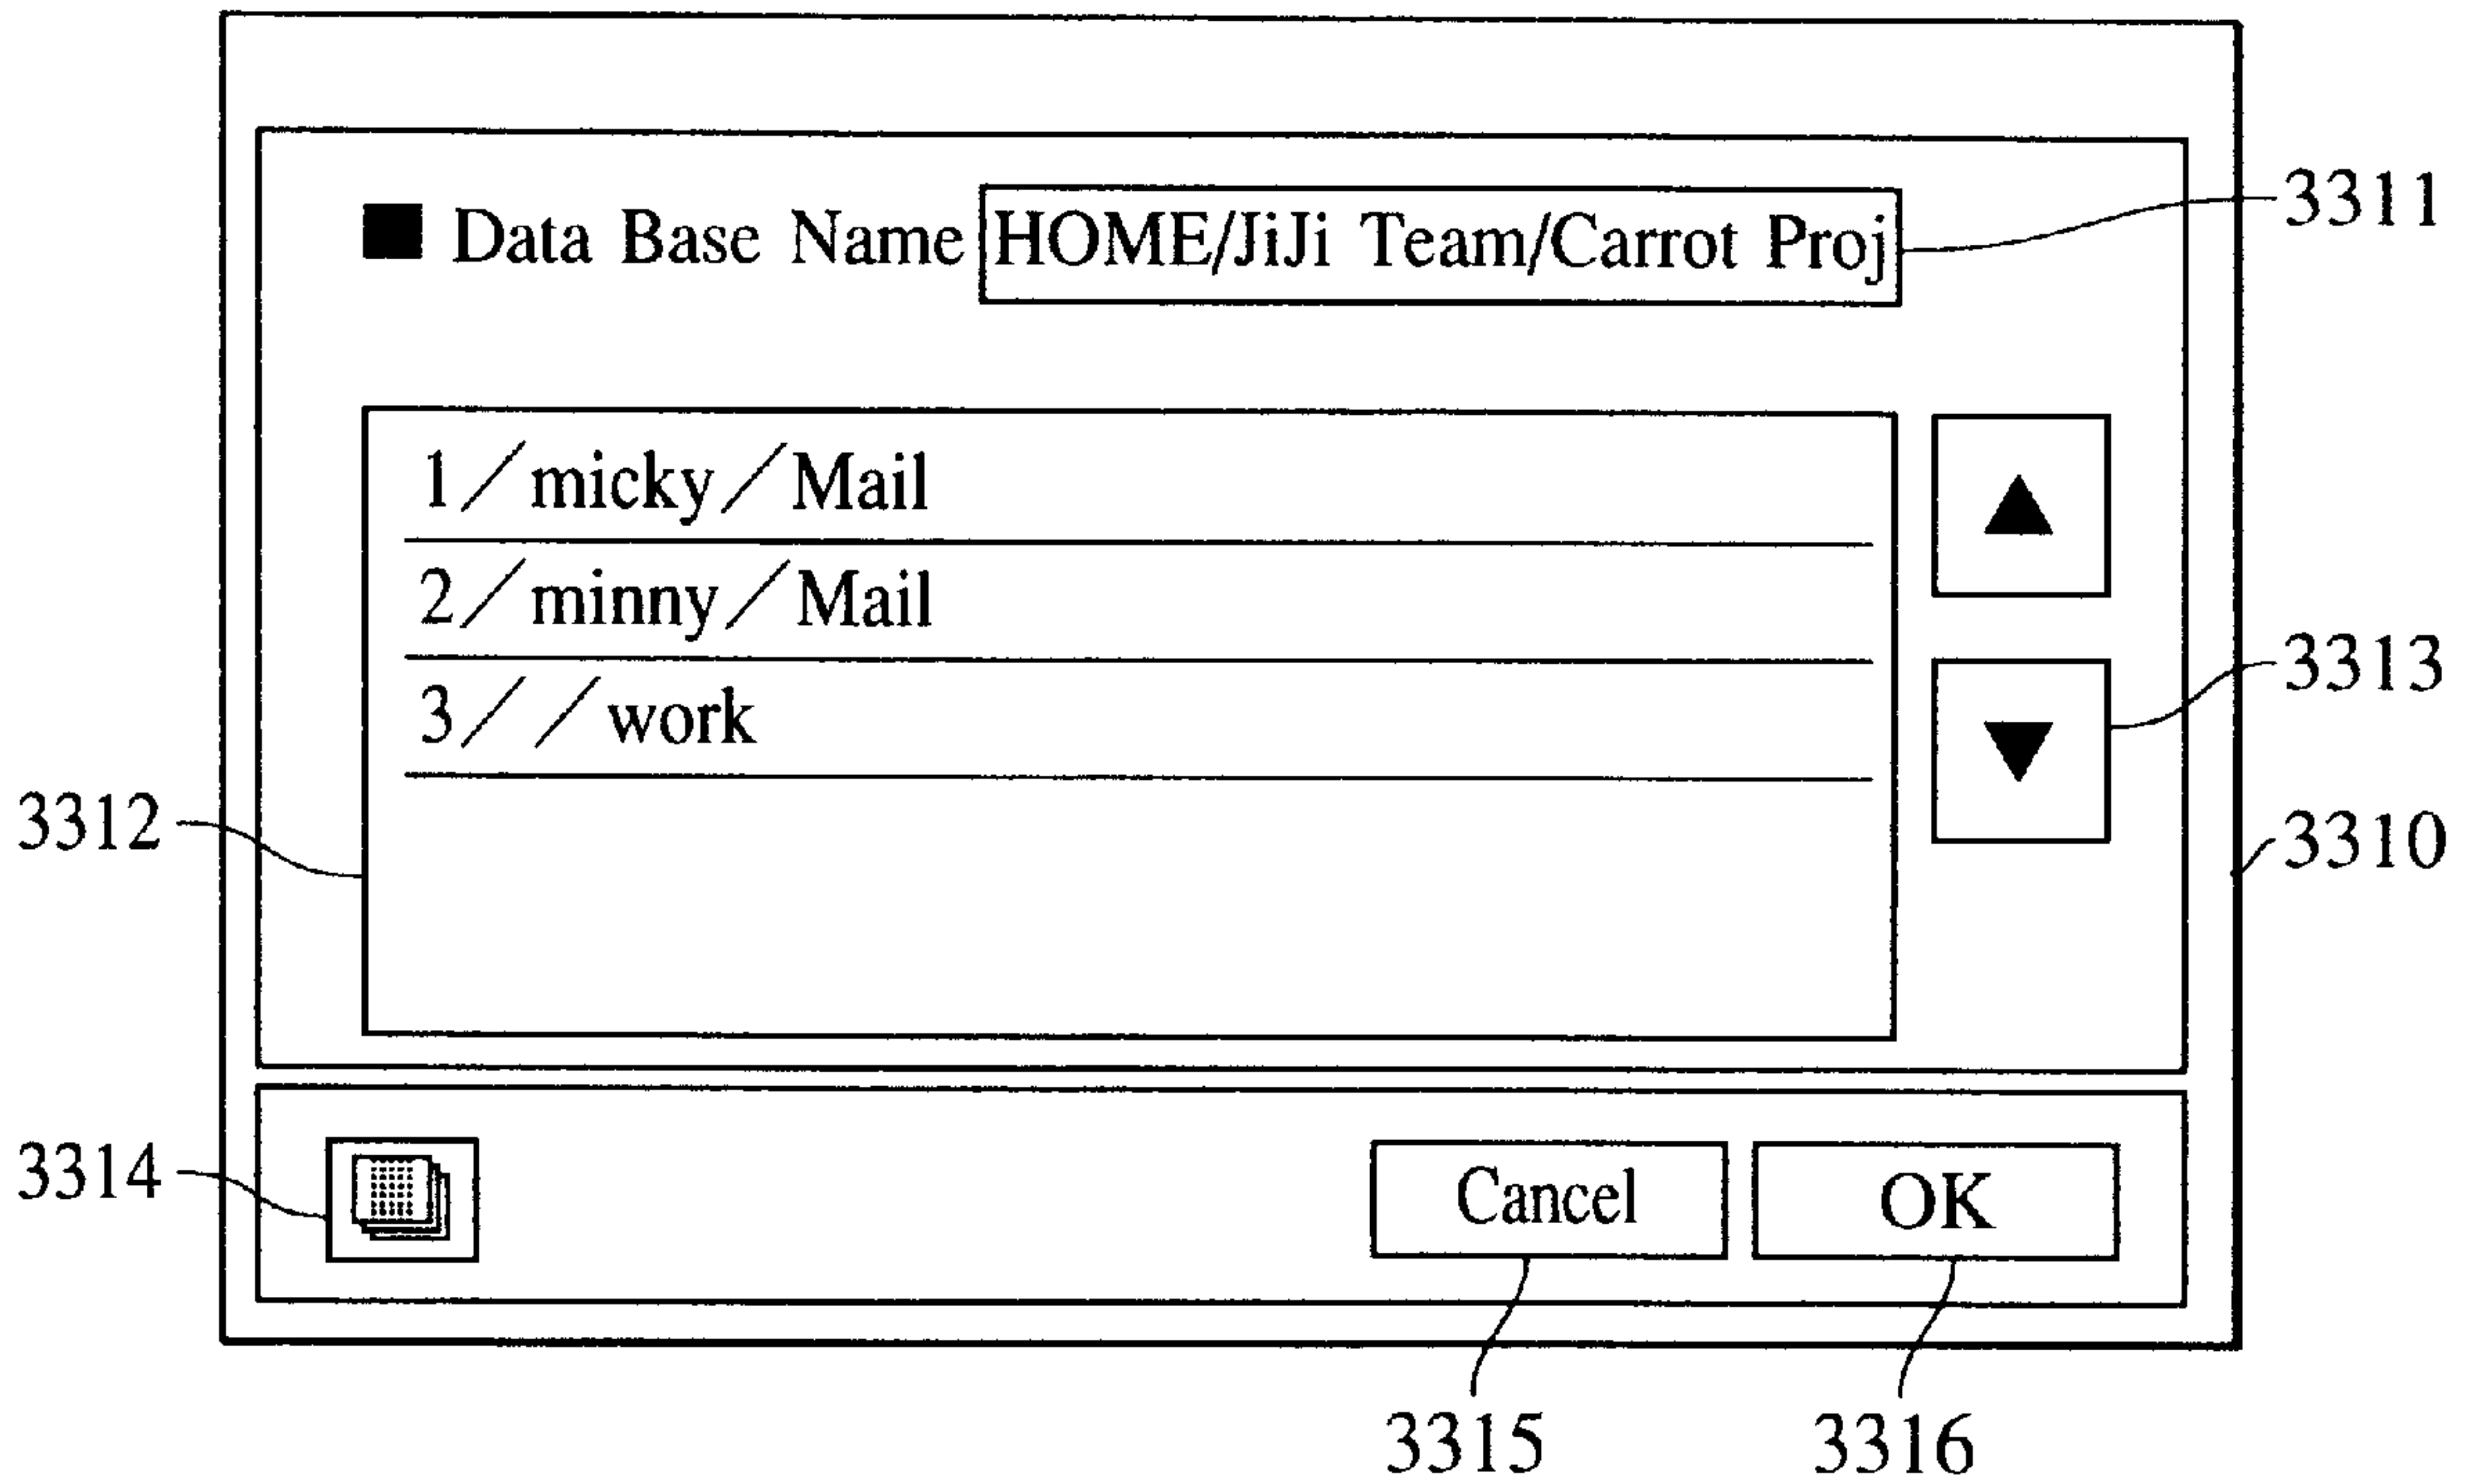 ■ Data Base Name HOME/JiJi Team/Carrot Proj
3311
1/micky/Mail
2/minny/Mail
3313
3//work
3312
3310
3314
Cancel
OK
3315
3316